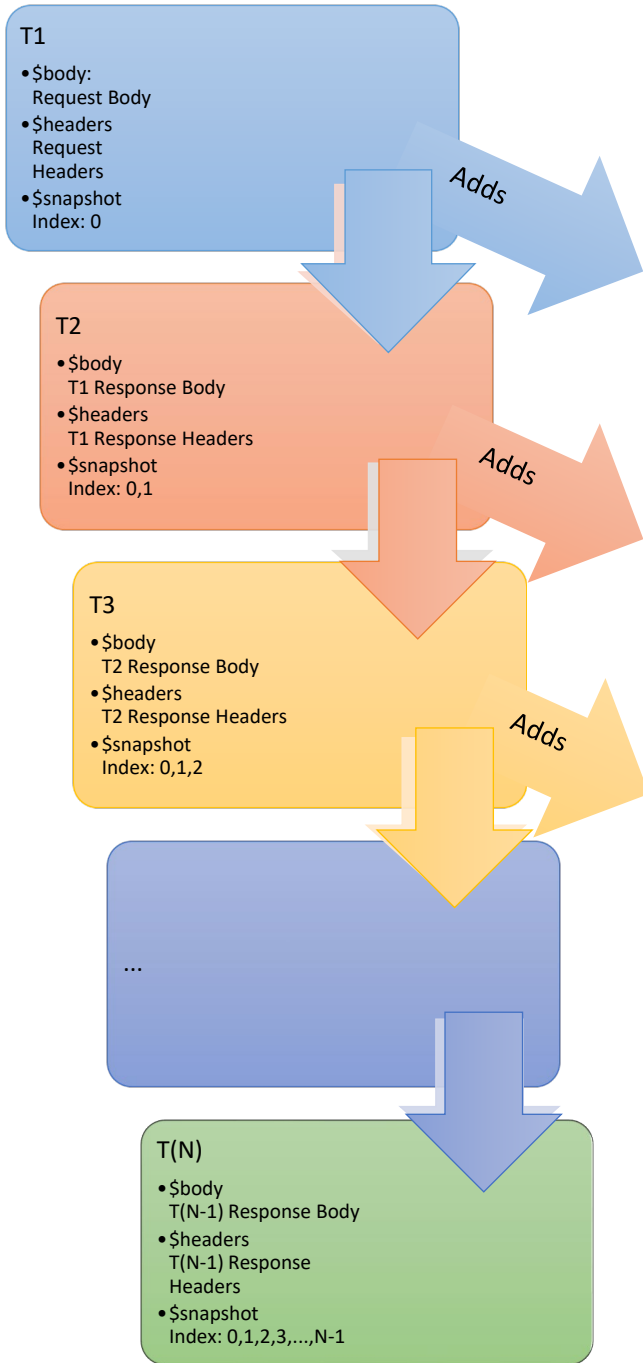 T1
•$body:
Request Body
•$headers
Request
Headers
•$snapshot
Index: 0
Adds
T2
•$body
T1 Response Body
•$headers
T1 Response Headers
•$snapshot
Index: 0,1
Adds
T3
•$body
T2 Response Body
•$headers
T2 Response Headers
•$snapshot
Index: 0,1,2
Adds
...
T(N)
•$body
T(N-1) Response Body
•$headers
T(N-1) Response
Headers
•$snapshot
Index: 0,1,2,3,...,N-1